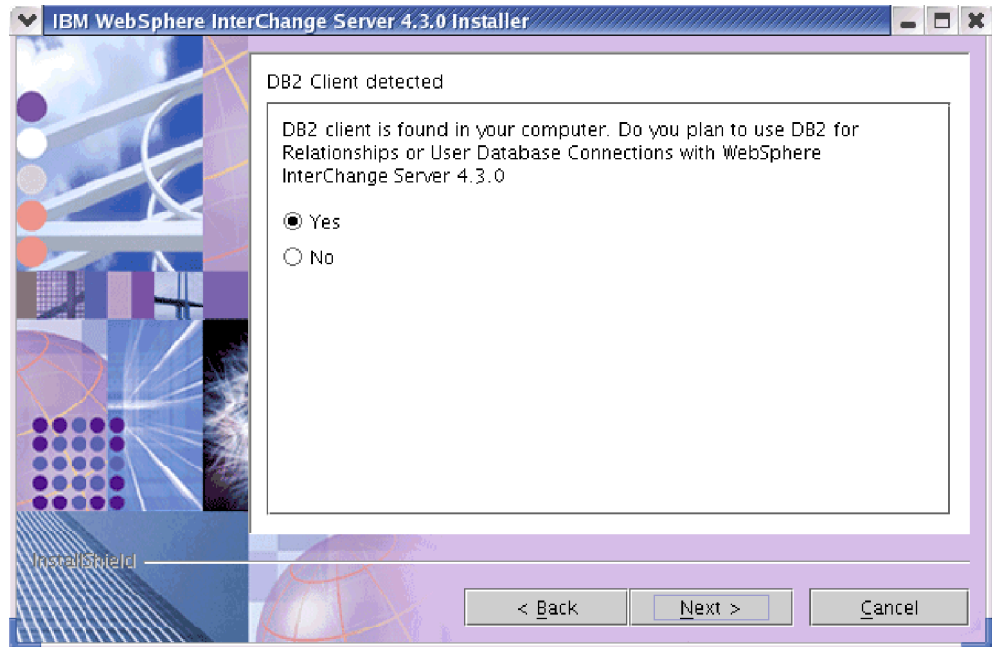 IBM WebSphere InterChange Server 4.3.0 Installer
DB2 Client detected
DB2 client is found in your computer. Do you plan to use DB2 for
Relationships or User Database Connections with WebSphere
InterChange Server 4.3.0
Yes
No
InstallShield
< Back
Next >
Cancel